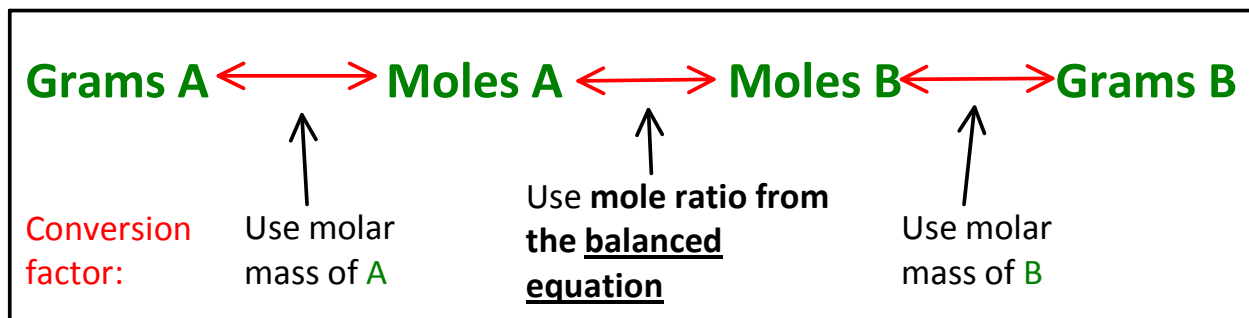 Grams A Moles A Moles B Grams B
Conversion factor:
Use molar mass of A
Use mole ratio from the balanced equation
Use molar mass of B